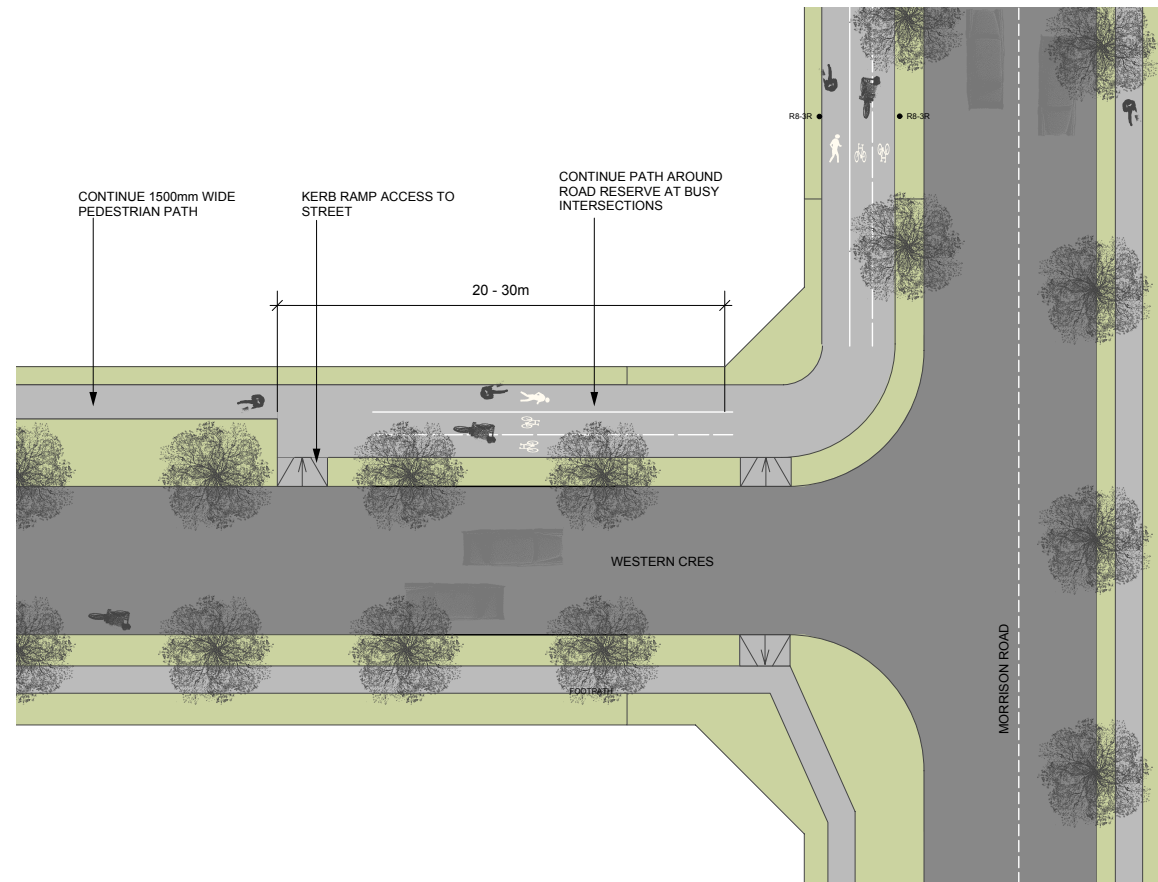 R8-3R
R8-3R
CONTINUE PATH AROUND
ROAD RESERVE AT BUSY
INTERSECTIONS
CONTINUE 1500mm WIDE
PEDESTRIAN PATH
KERB RAMP ACCESS TO
STREET
20 - 30m
WESTERN CRES
MORRISON ROAD
FOOTPATH